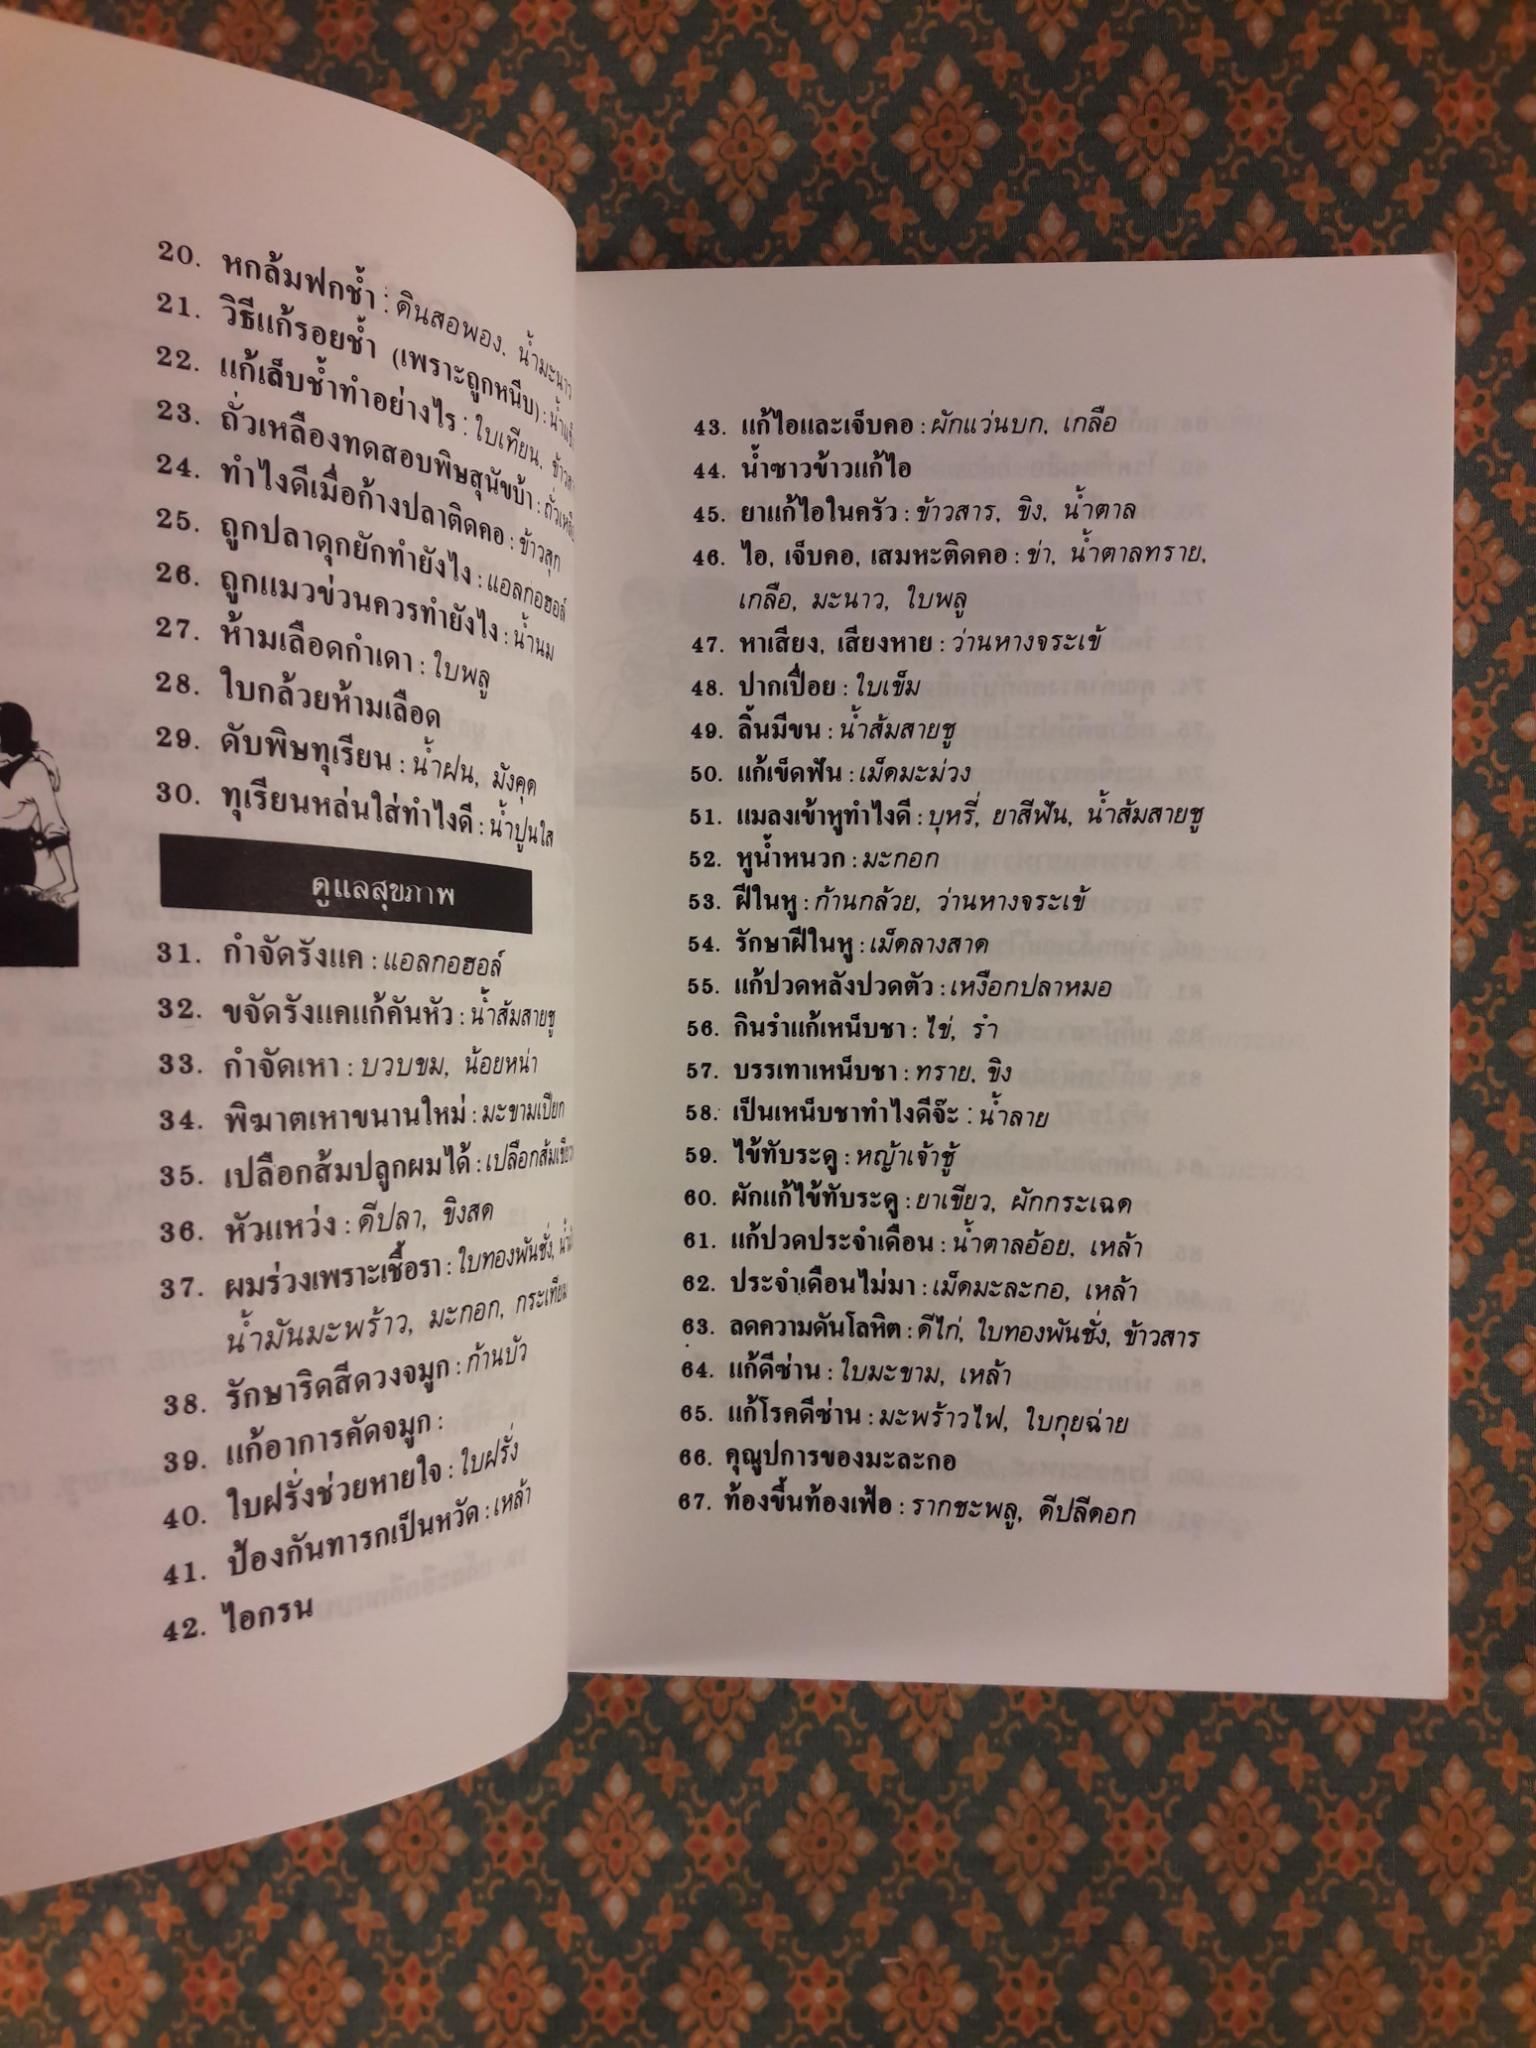 20. หกล้มฟกช้ำ : ดินสอพอง, น้ำมะนาว
21. วิธีแก้รอยช้ำ (เพราะถูกหนีบ) :
22. แก้เล็บช้ำทำอย่างไร : ใบเทียน,
23. ถั่วเหลืองทดสอบพิษสุนัขบ้า :
24. ทำไงดีเมื่อก้างปลาติดคอ : ข้าวสุก
25. ถูกปลาดุกยักทำยังไง : แอลกอฮอล์
26. ถูกแมวข่วนควรทำยังไง : น้ำนม
27. ห้ามเลือดกำเดา : ใบพลู
28. ใบกล้วยห้ามเลือด
29. ดับพิษทุเรียน : น้ำฝน, มังคุด
30. ทุเรียนหล่นใส่ทำไงดี : น้ำปูนใส
ดูแลสุขภาพ
31. กำจัดรังแค : แอลกอฮอล์
32. ขจัดรังแคแก้คันหัว : น้ำส้มสายชู
33. กำจัดเหา : บวบขม, น้อยหน่า
34. พิฆาตเหาขนานใหม่ : มะขามเปียก
35. เปลือกส้มปลูกผมได้ : เปลือกส้มเขียว
36. หัวแหว่ง : ดีปลา, ขิงสด
37. ผมร่วงเพราะเชื้อรา : ใบทองพันชั่ง,
น้ำมันมะพร้าว, มะกอก, กระเทียม
38. รักษาริดสีดวงจมูก : ก้านบัว
39. แก้อาการคัดจมูก :
40. ใบฝรั่งช่วยหายใจ : ใบฝรั่ง
41. ป้องกันทารกเป็นหวัด : เหล้า
42. ไอกรน
43. แก้ไอและเจ็บคอ : ผักแว่นบก, เกลือ
44. น้ำซาวข้าวแก้ไอ
45. ยาแก้ไอในครัว : ข้าวสาร, ขิง, น้ำตาล
46. ไอ, เจ็บคอ, เสมหะติดคอ : ข่า, น้ำตาลทราย,
เกลือ, มะนาว, ใบพลู
47. หาเสียง, เสียงหาย : ว่านหางจระเข้
48. ปากเปื่อย : ใบเข็ม
49. ลิ้นมีขน : น้ำส้มสายชู
50. แก้เข็ดฟัน : เม็ดมะม่วง
51. แมลงเข้าหูทำไงดี : บุหรี่, ยาสีฟัน, น้ำส้มสายชู
52. หูน้ำหนวก : มะกอก
53. ฝีในหู : ก้านกล้วย, ว่านหางจระเข้
54. รักษาฝีในหู : เม็ดลางสาด
55. แก้ปวดหลังปวดตัว : เหงือกปลาหมอ
56. กินรำแก้เหน็บชา : ไข่, รำ
57. บรรเทาเหน็บชา : ทราย, ขิง
58. เป็นเหน็บชาทำไงดีจ๊ะ : น้ำลาย
59. ไข้ทับระดู : หญ้าเจ้าชู้
60. ผักแก้ไข้ทับระดู : ยาเขียว, ผักกระเฉด
61. แก้ปวดประจำเดือน : น้ำตาลอ้อย, เหล้า
62. ประจำเดือนไม่มา : เม็ดมะละกอ, เหล้า
63. ลดความดันโลหิต : ดีไก่, ใบทองพันชั่ง, ข้าวสาร
64. แก้ดีซ่าน : ใบมะขาม, เหล้า
65. แก้โรคดีซ่าน : มะพร้าวไฟ, ใบกุยฉ่าย
66. คุณูปการของมะละกอ
67. ท้องขึ้นท้องเฟ้อ : รากชะพลู, ดีปลีดอก